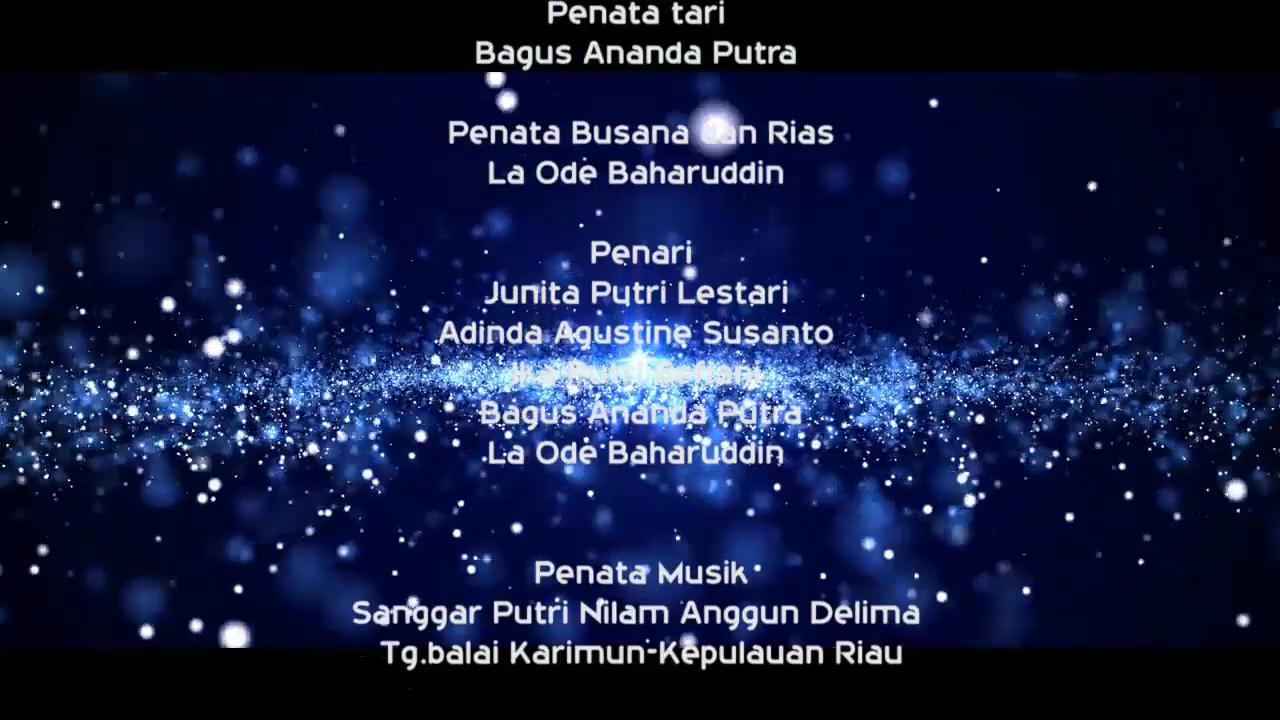 Penata tari
Bagus Ananda Putra
Penata Busana dan Rias
La Ode Baharuddin
Penari
Junita Putri Lestari
Adinda Agustine Susanto
Bagus Ananda Putra
La Ode Baharuddin
Penata Musik
Sanggar Putri Nilam Anggun Delima
Tg.balai Karimun-Kepulauan Riau